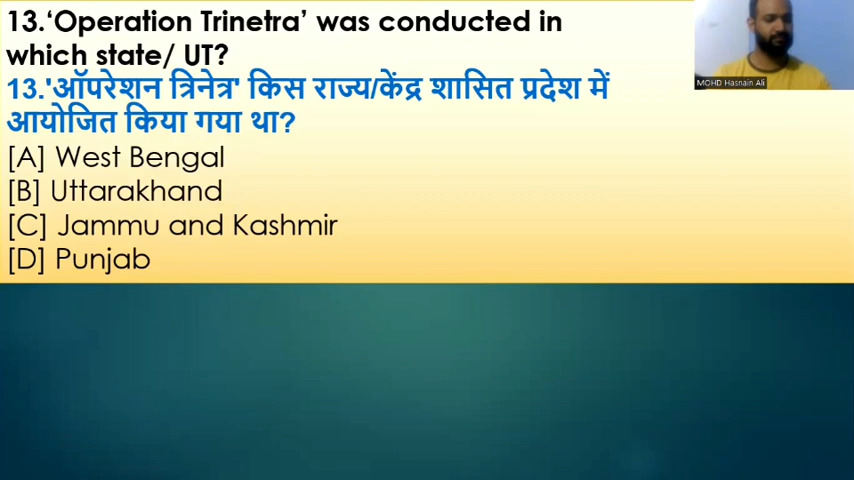 13.‘Operation Trinetra’ was conducted in
which state/ UT?
13.'ऑपरेशन त्रिनेत्र' किस राज्य/केंद्र शासित प्रदेश में
आयोजित किया गया था?
[A] West Bengal
[B] Uttarakhand
[C] Jammu and Kashmir
[D] Punjab
MOHD Hasnain Ali